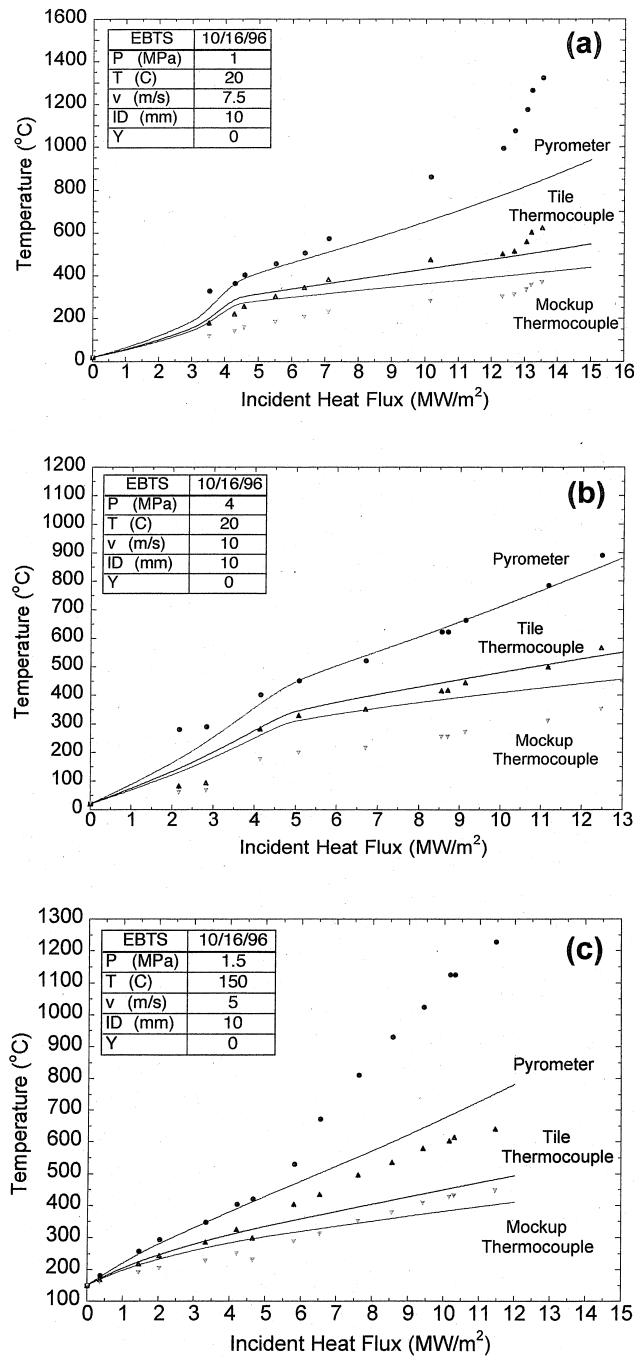 (a)
EBTS 10/16/96
P (MPa) 1
T (C) 20
v (m/s) 7.5
ID (mm) 10
Y 0
1600
1400
1200
1000
800
600
400
200
0
Temperature (°C)
Pyrometer
Tile
Thermocouple
Mockup
Thermocouple
0 1 2 3 4 5 6 7 8 9 10 11 12 13 14 15 16
Incident Heat Flux (MW/m²)
(b)
EBTS 10/16/96
P (MPa) 4
T (C) 20
v (m/s) 10
ID (mm) 10
Y 0
1200
1100
1000
900
800
700
600
500
400
300
200
100
0
Temperature (°C)
Pyrometer
Tile
Thermocouple
Mockup
Thermocouple
0 1 2 3 4 5 6 7 8 9 10 11 12 13
Incident Heat Flux (MW/m²)
(c)
EBTS 10/16/96
P (MPa) 1.5
T (C) 150
v (m/s) 5
ID (mm) 10
Y 0
1300
1200
1100
1000
900
800
700
600
500
400
300
200
100
Temperature (°C)
Pyrometer
Tile
Thermocouple
Mockup
Thermocouple
0 1 2 3 4 5 6 7 8 9 10 11 12 13 14 15
Incident Heat Flux (MW/m²)